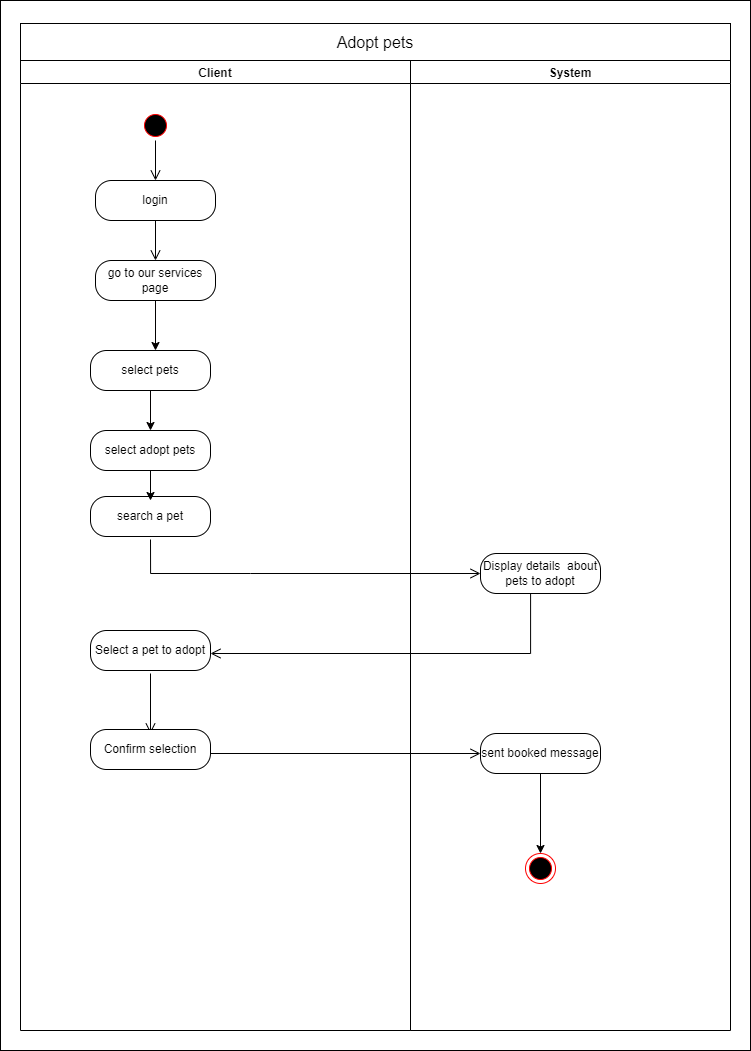 Adopt pets
Client
System
login
go to our services
page
select pets
select adopt pets
search a pet
Display details  about
pets to adopt
Select a pet to adopt
Confirm selection
sent booked message